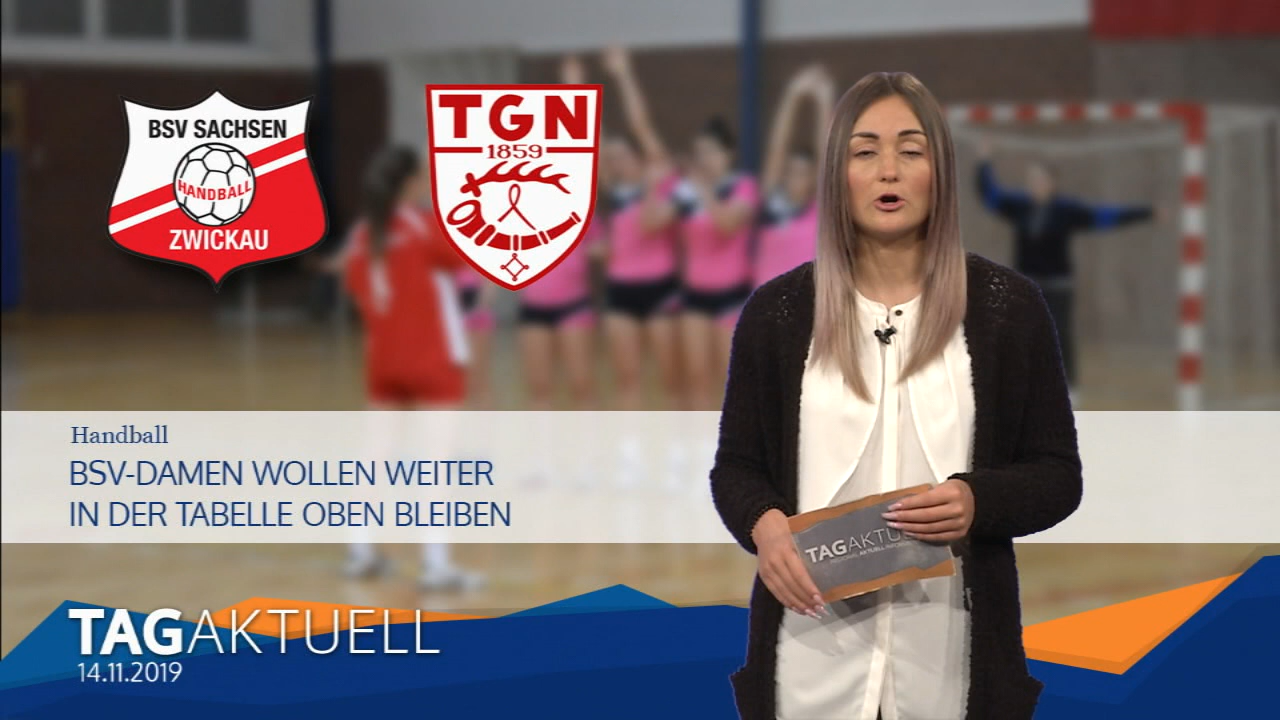 BSV SACHSEN
HANDBALL
ZWICKAU
TGN
1859
Handball
BSV-DAMEN WOLLEN WEITER
IN DER TABELLE OBEN BLEIBEN
TAGAKTUELL
TAGAKTUELL
14.11.2019